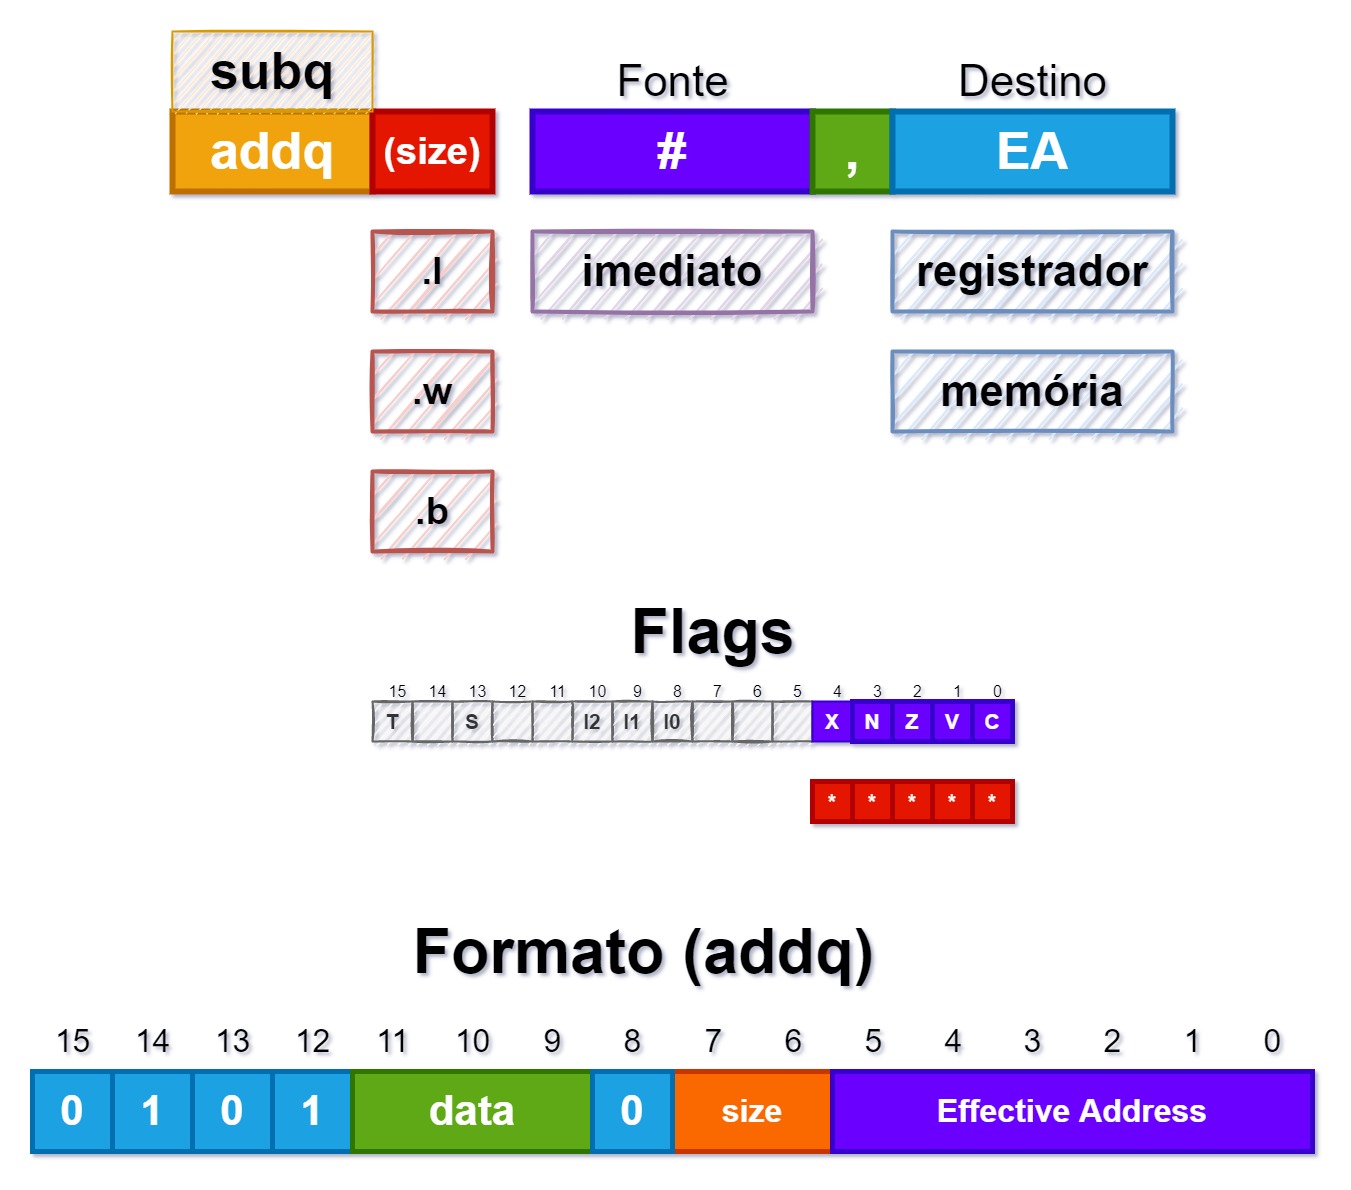 subq
Fonte Destino
addq (size) # , EA
.l imediato registrador
.w memória
.b
Flags
15 14 13 12 11 10 9 8 7 6 5 4 3 2 1 0
T S I2 I1 I0 X N Z V C
* * * * *
Formato (addq)
15 14 13 12 11 10 9 8 7 6 5 4 3 2 1 0
0 1 0 1 data 0 size Effective Address